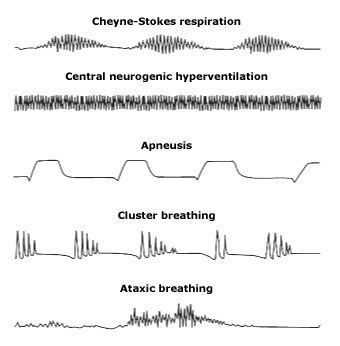 Cheyne-Stokes respiration
Central neurogenic hyperventilation
Apneusis
Cluster breathing
Ataxic breathing